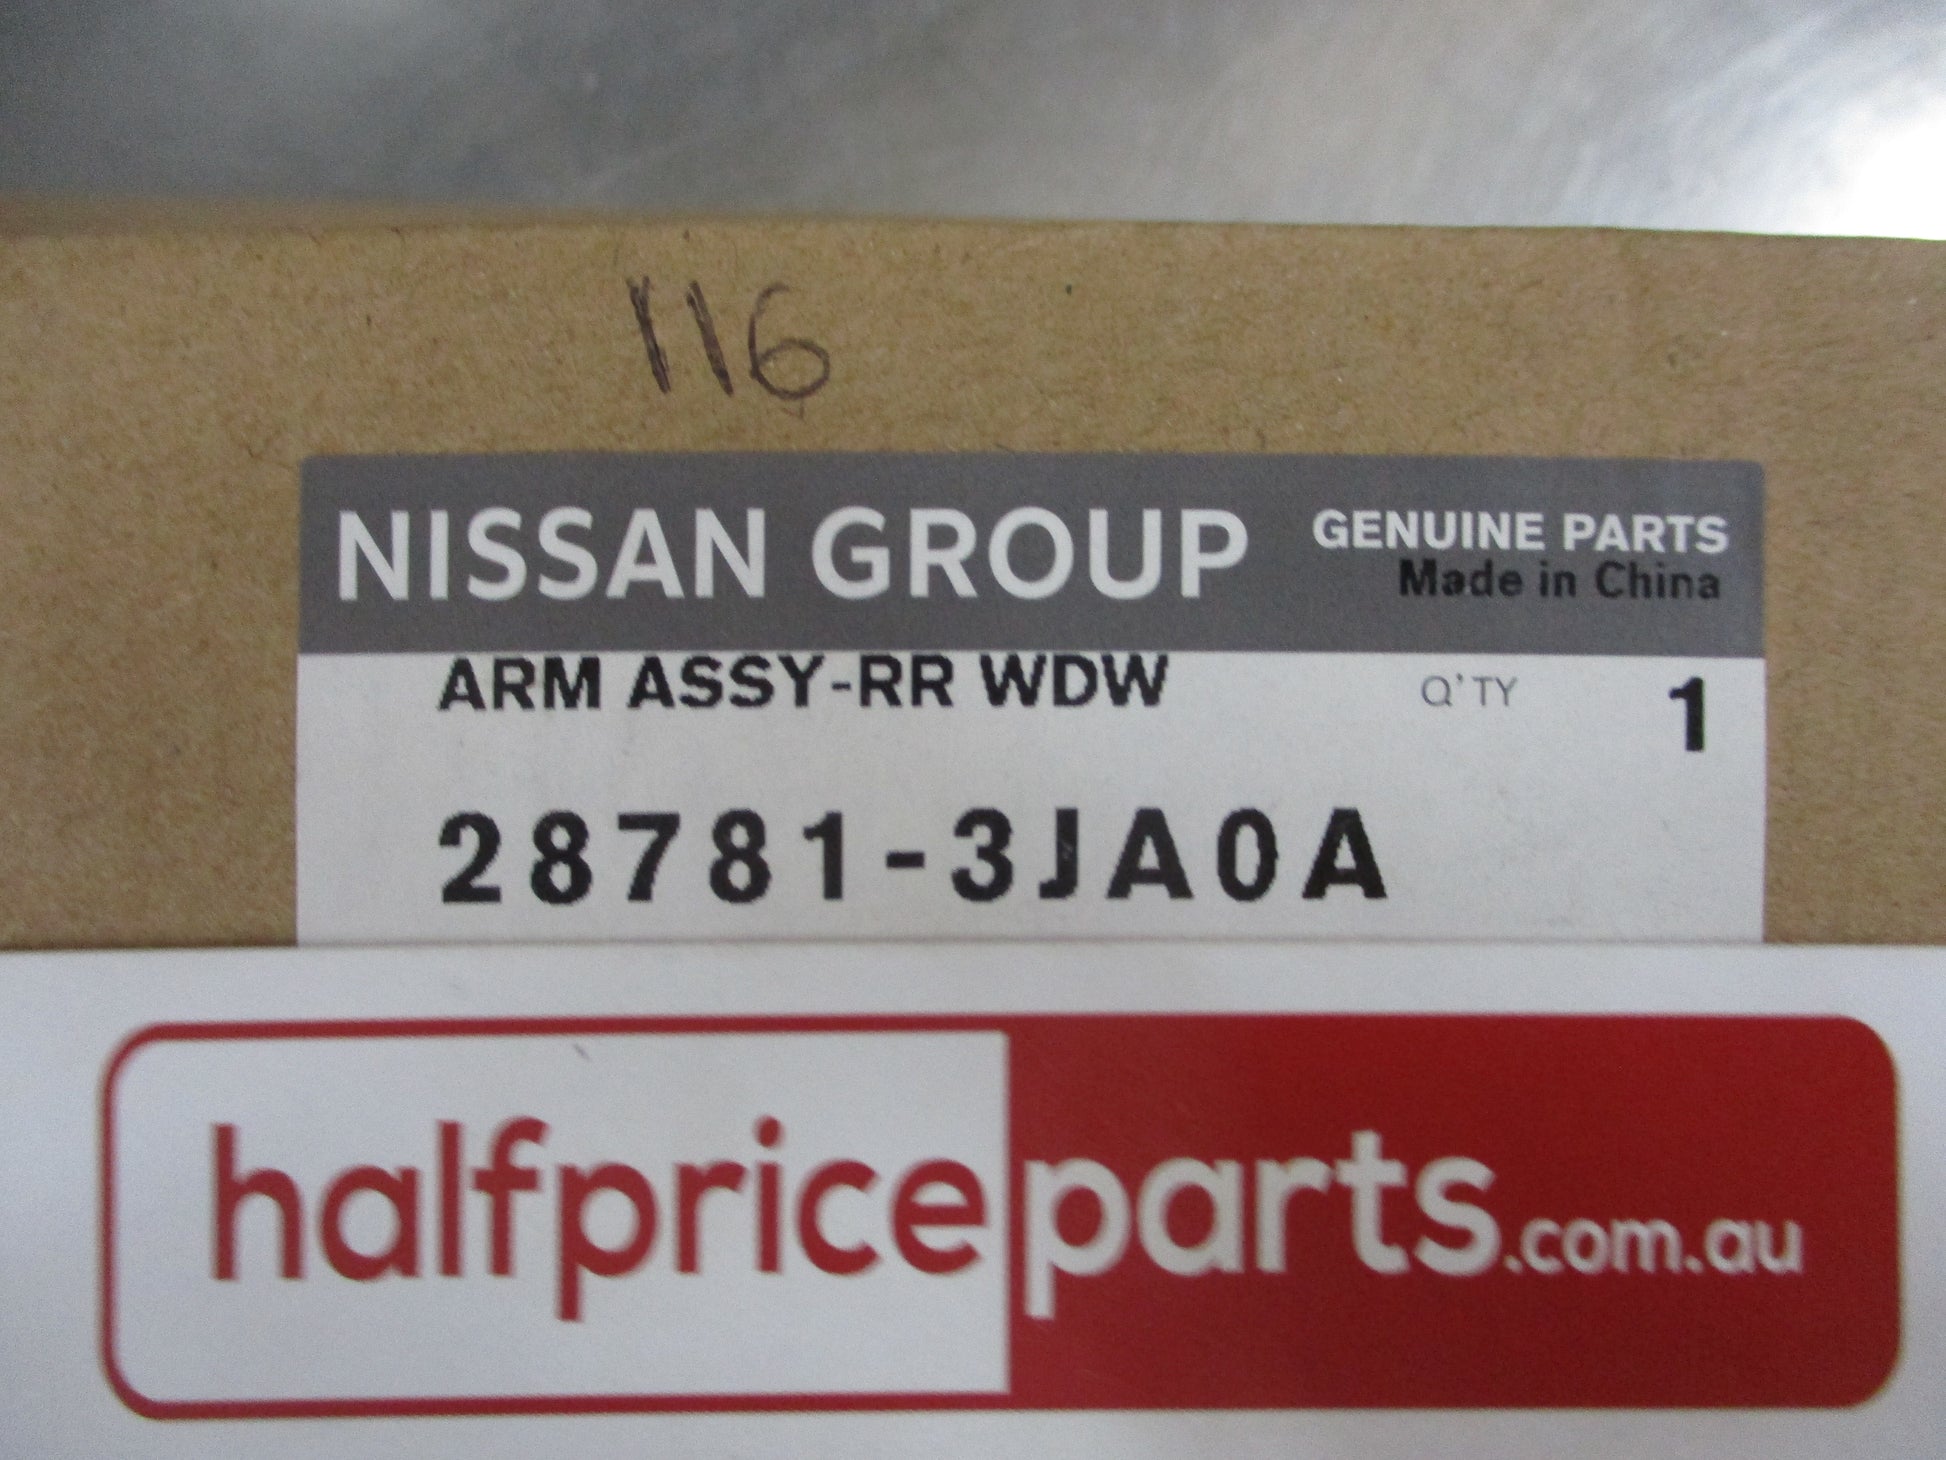 116
NISSAN GROUP GENUINE PARTS
Made in China
ARM ASSY-RR WDW Q'TY 1
28781-3JA0A
halfpriceparts.com.au